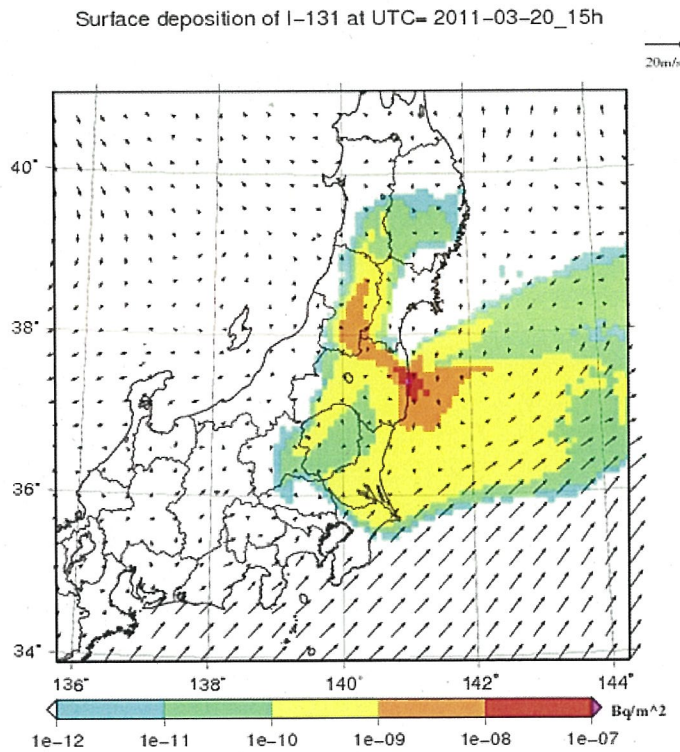 Surface deposition of I-131 at UTC= 2011-03-20_15h
20m/s
40°
38°
36°
34°
136° 138° 140° 142° 144°
Bq/m^2
1e-12 1e-11 1e-10 1e-09 1e-08 1e-07